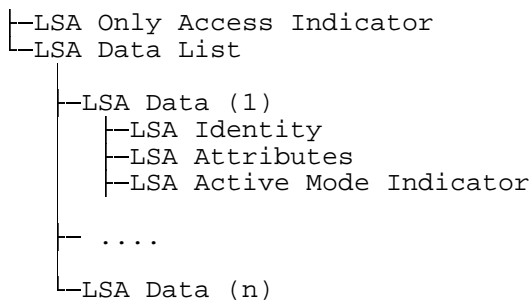 LSA Only Access Indicator
LSA Data List
LSA Data (1)
LSA Identity
LSA Attributes
LSA Active Mode Indicator
....
LSA Data (n)